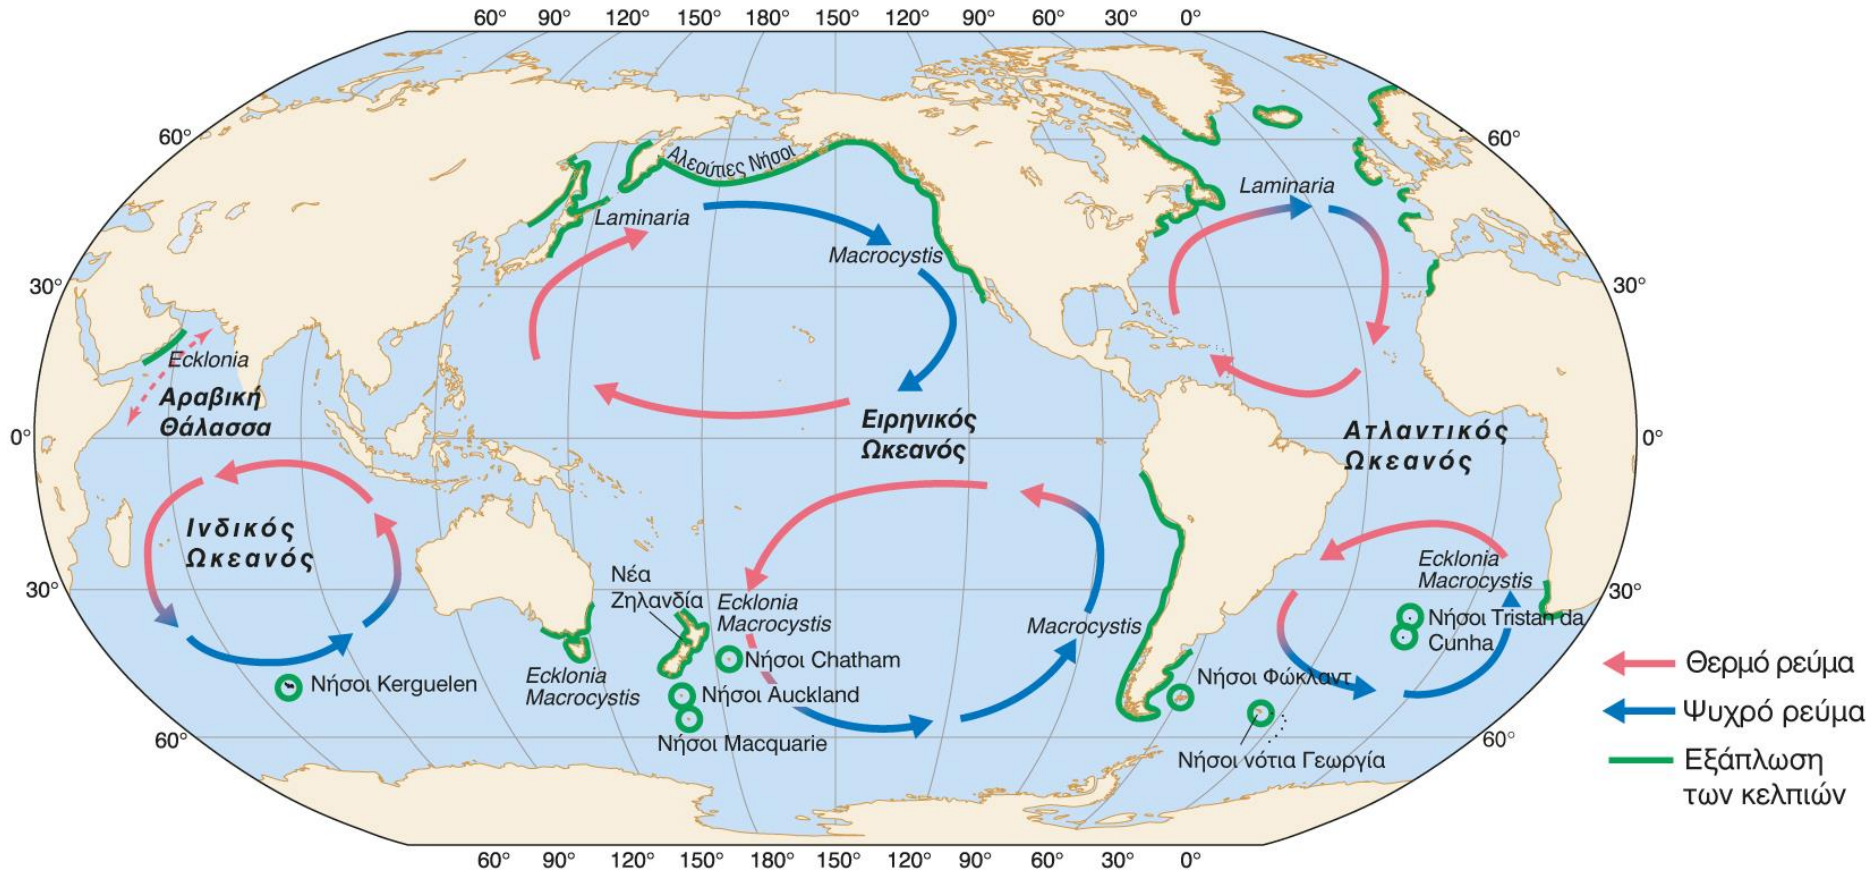 60° 90° 120° 150° 180° 150° 120° 90° 60° 30° 0°
60° 60°
Αλεούτιες Νήσοι
Laminaria
Laminaria
Macrocystis
30° 30°
Ecklonia
Αραβική
Θάλασσα
Ειρηνικός
Ωκεανός
Ατλαντικός
Ωκεανός
0° 0°
Ινδικός
Ωκεανός
Ecklonia
Macrocystis
30° 30°
Νέα
Ζηλανδία
Ecklonia
Macrocystis
Macrocystis
Νήσοι Tristan da
Cunha
Νήσοι Chatham
Νήσοι Kerguelen
Ecklonia
Macrocystis
Νήσοι Auckland
Νήσοι Φώκλαντ
Νήσοι Macquarie
Νήσοι νότια Γεωργία
60° 60°
Θερμό ρεύμα
Ψυχρό ρεύμα
Εξάπλωση
των κελπιών
60° 90° 120° 150° 180° 150° 120° 90° 60° 30° 0°